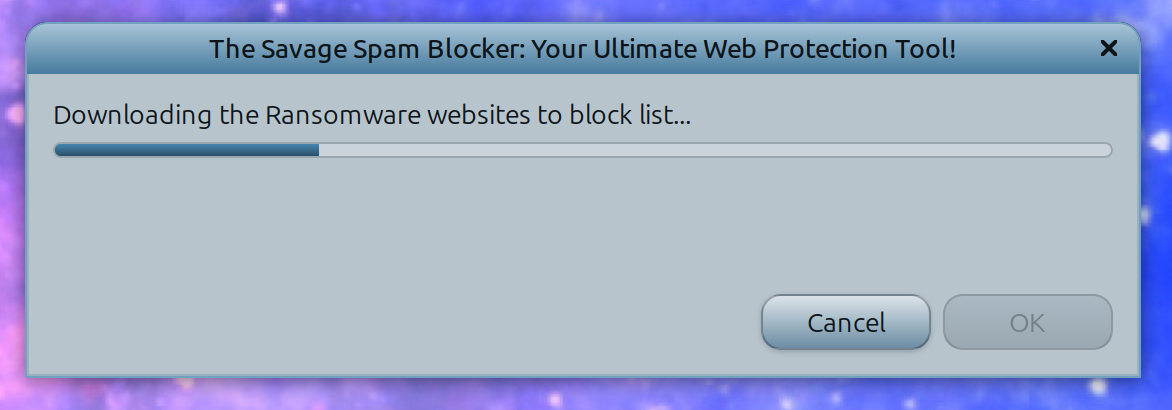 The Savage Spam Blocker: Your Ultimate Web Protection Tool!
Downloading the Ransomware websites to block list...
Cancel
OK